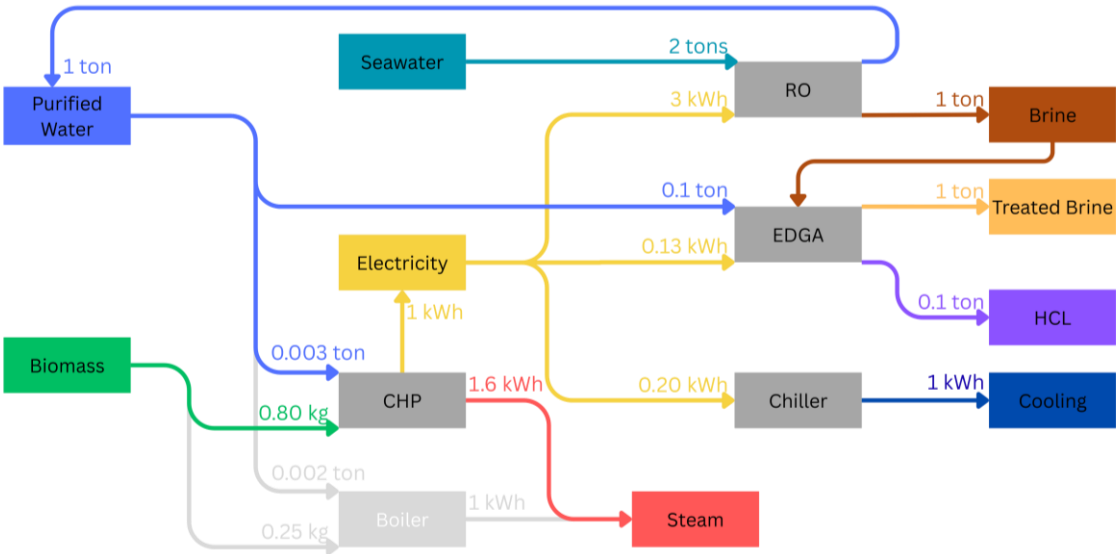 1 ton
Seawater
2 tons
RO
Purified
Water
3 kWh
1 ton
Brine
0.1 ton
EDGA
1 ton
Treated Brine
Electricity
0.13 kWh
1 kWh
0.1 ton
HCL
Biomass
0.003 ton
CHP
1.6 kWh
0.20 kWh
Chiller
1 kWh
Cooling
0.80 kg
0.002 ton
Boiler
1 kWh
Steam
0.25 kg